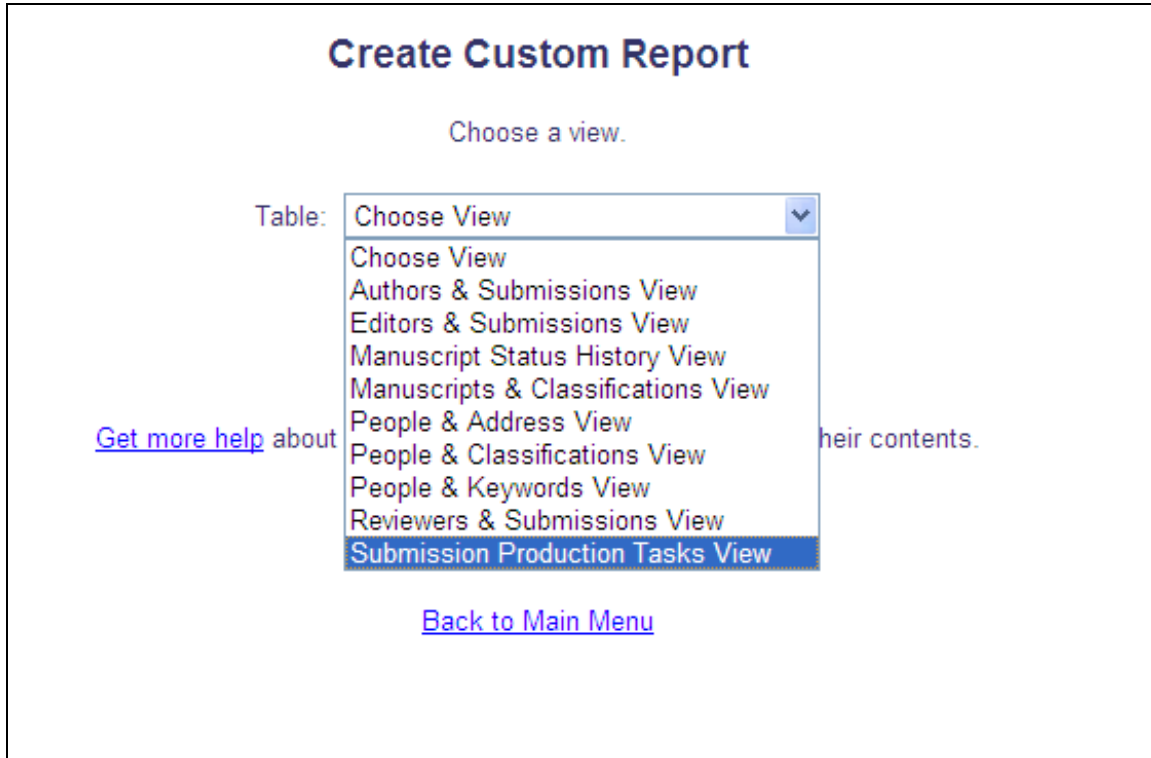 Create Custom Report
Choose a view.
Table: Choose View
Choose View
Authors & Submissions View
Editors & Submissions View
Manuscript Status History View
Manuscripts & Classifications View
People & Address View
Get more help about heir contents.
People & Classifications View
People & Keywords View
Reviewers & Submissions View
Submission Production Tasks View
Back to Main Menu